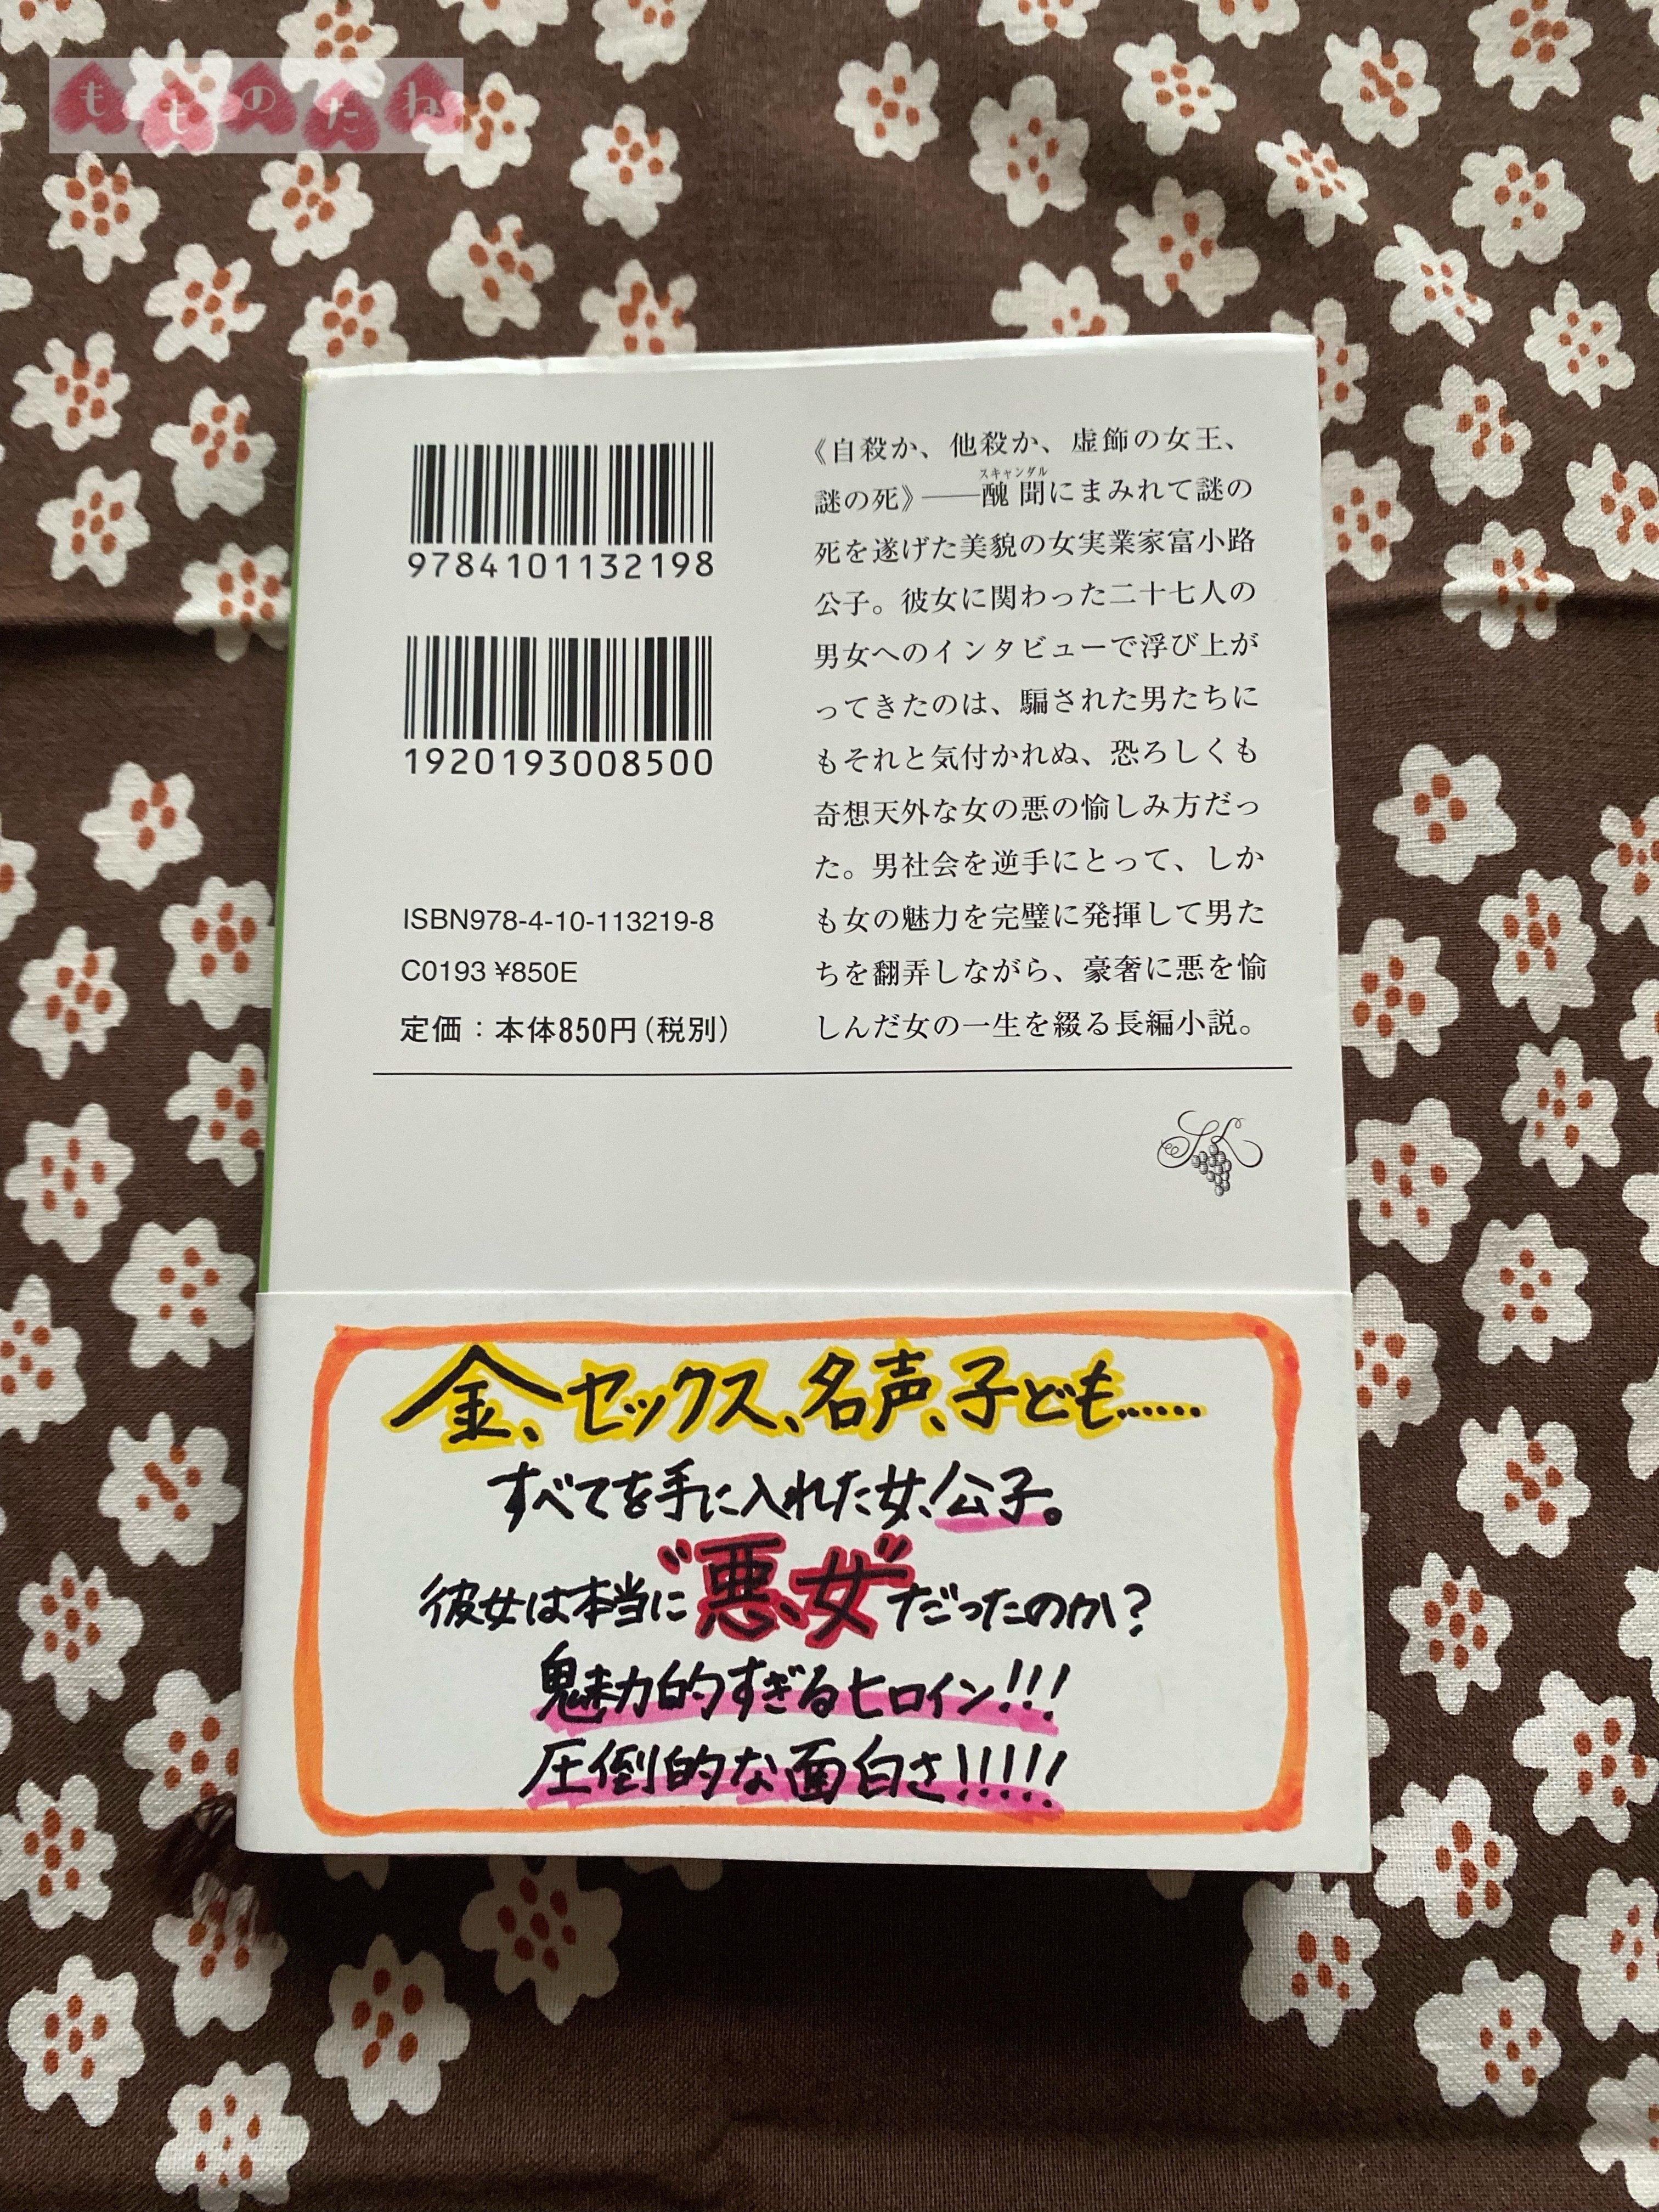 もものたね
9784101132198
1920193008500
ISBN978-4-10-113219-8
C0193 ¥850E
定価：本体850円（税別）
《自殺か、他殺か、虚飾の女王、
謎の死》――醜聞にまみれて謎の
スキャンダル
死を遂げた美貌の女実業家富小路
公子。彼女に関わった二十七人の
男女へのインタビューで浮び上が
ってきたのは、騙された男たちに
もそれと気付かれぬ、恐ろしくも
奇想天外な女の悪の愉しみ方だっ
た。男社会を逆手にとって、しか
も女の魅力を完璧に発揮して男た
ちを翻弄しながら、豪奢に悪を愉
しんだ女の一生を綴る長編小説。
金、セックス、名声、子ども……
すべてを手に入れた女、公子。
彼女は本当に“悪女”だったのか？
魅力的すぎるヒロイン!!!
圧倒的な面白さ!!!!!